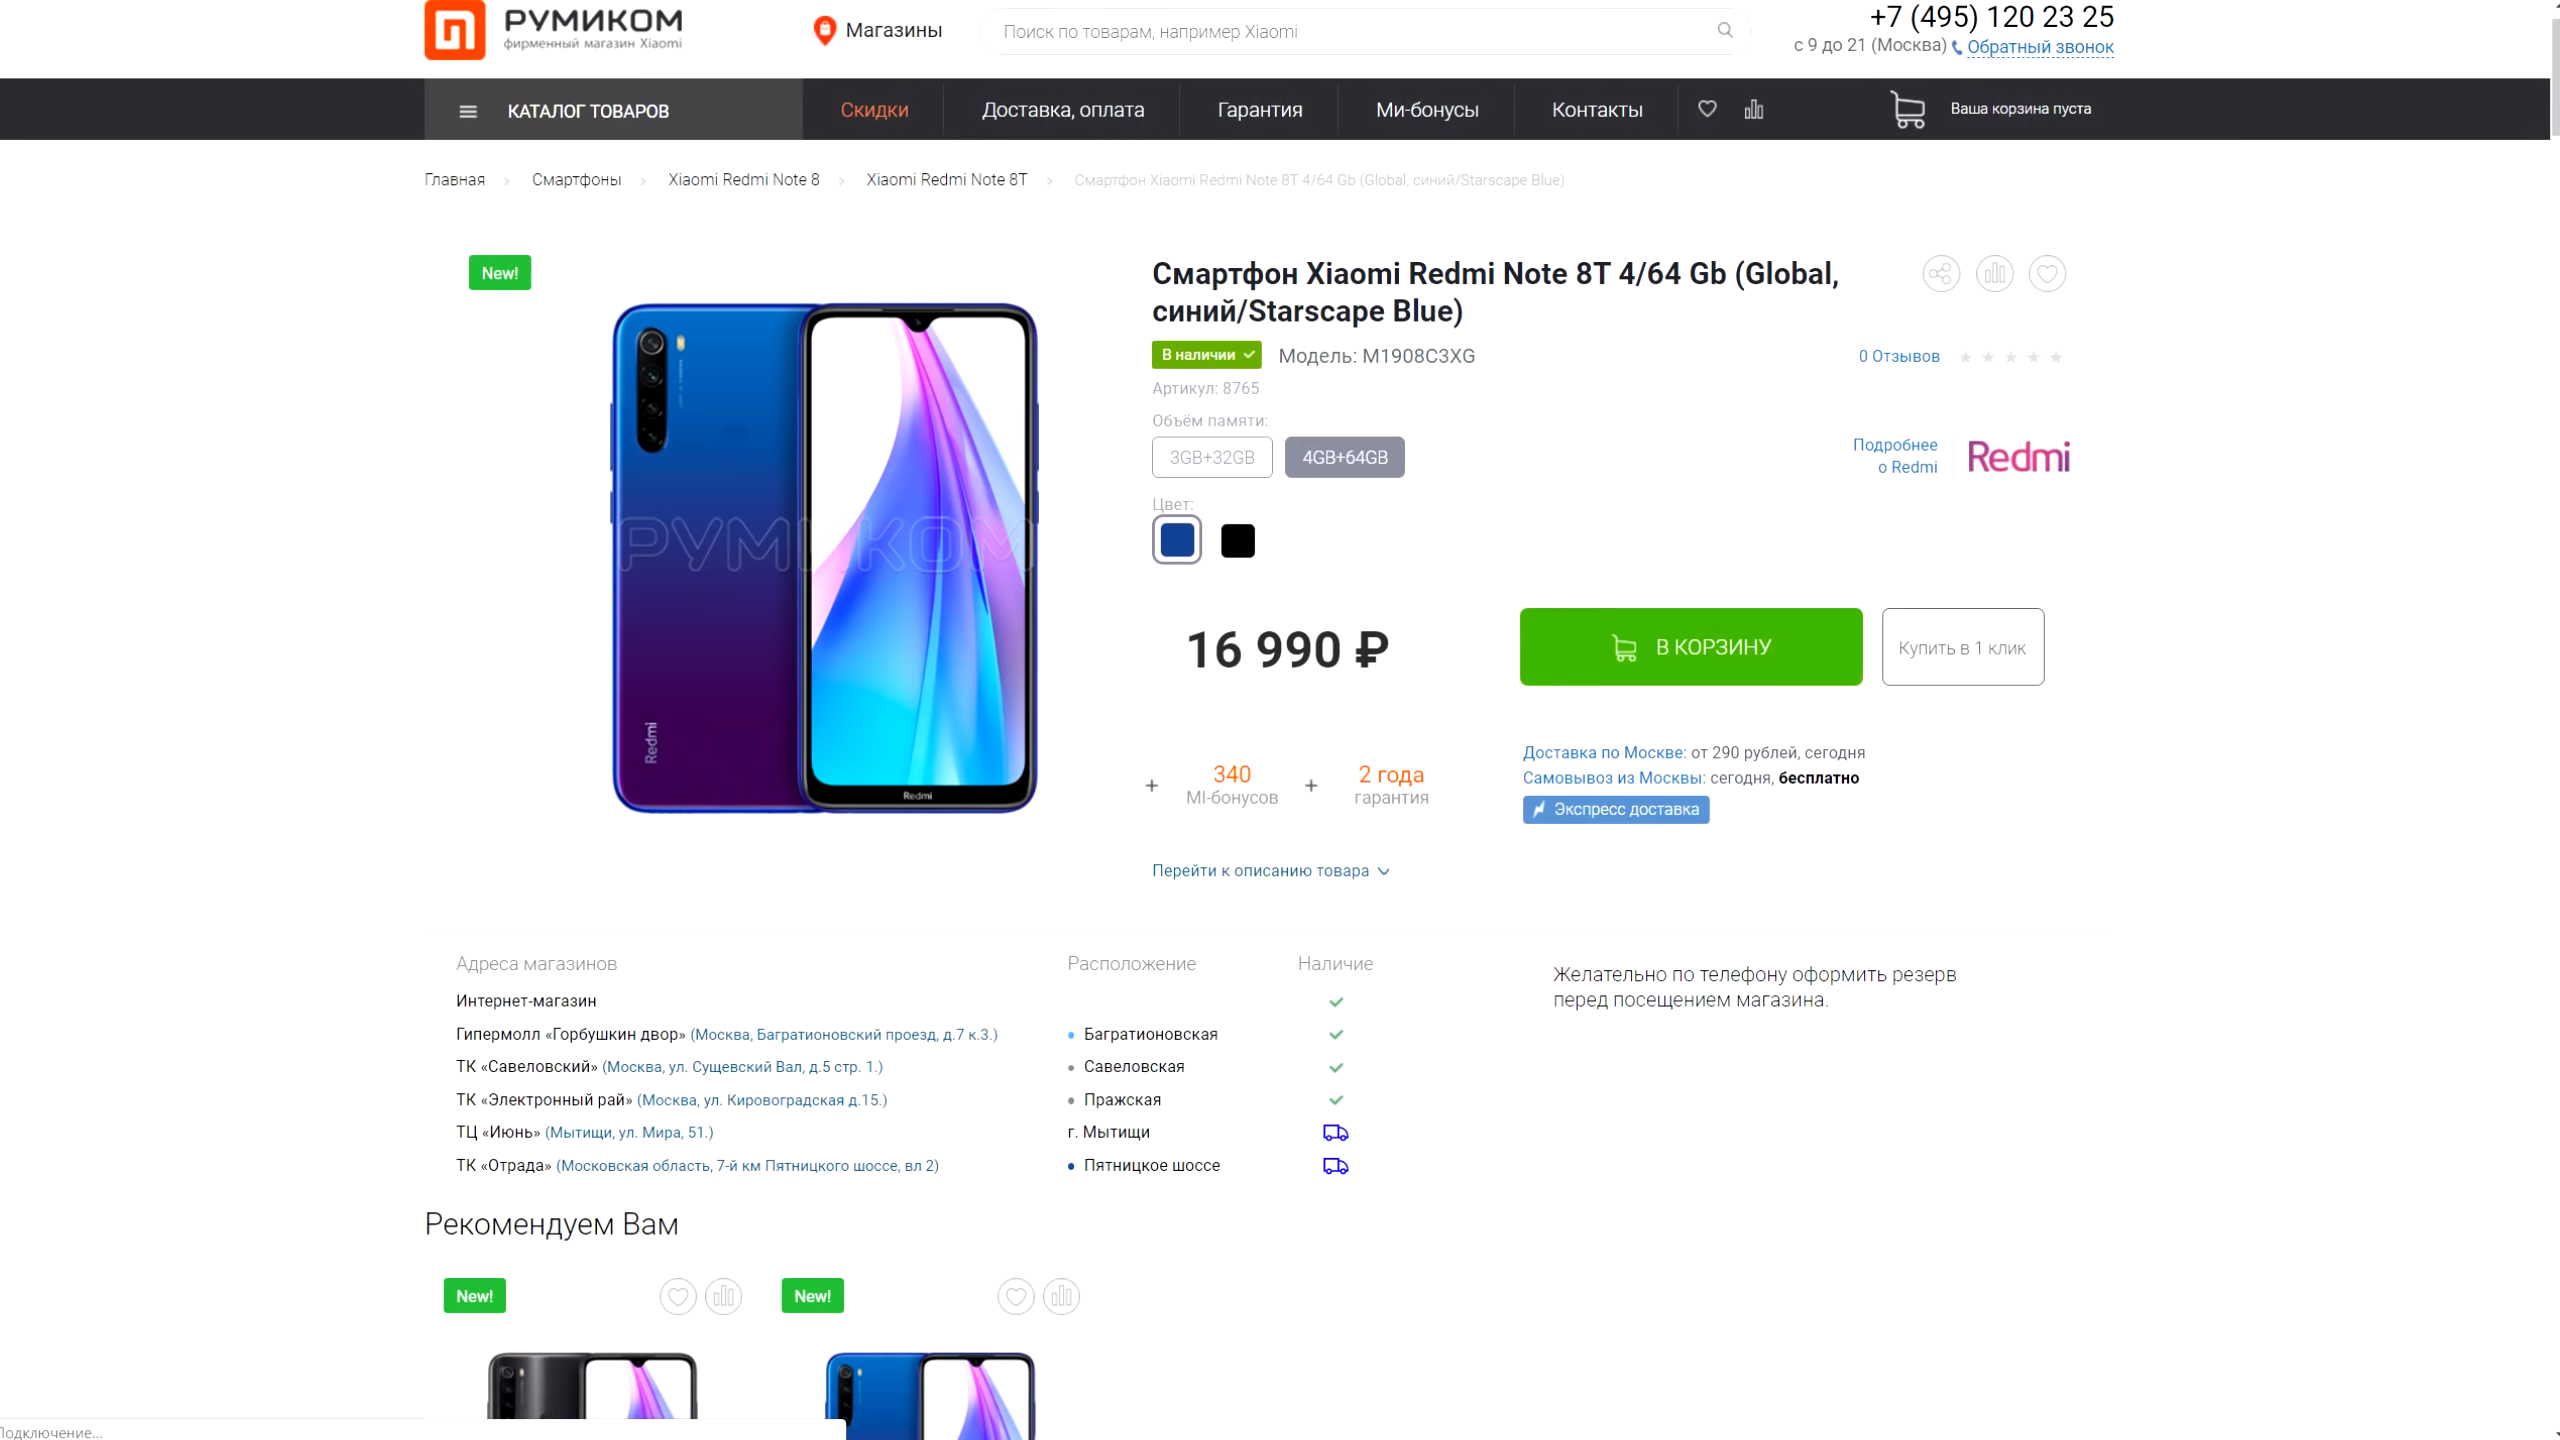 РУМИКОМ
фирменный магазин Xiaomi
Магазины
Поиск по товарам, например Xiaomi
+7 (495) 120 23 25
с 9 до 21 (Москва) Обратный звонок
КАТАЛОГ ТОВАРОВ
Скидки
Доставка, оплата
Гарантия
Ми-бонусы
Контакты
Ваша корзина пуста
Главная
Смартфоны
Xiaomi Redmi Note 8
Xiaomi Redmi Note 8T
Смартфон Xiaomi Redmi Note 8T 4/64 Gb (Global, синий/Starscape Blue)
New!
РУМИКОМ
Redmi
Redmi
Смартфон Xiaomi Redmi Note 8T 4/64 Gb (Global,
синий/Starscape Blue)
В наличии
Модель: M1908C3XG
0 Отзывов
Артикул: 8765
Объём памяти:
3GB+32GB
4GB+64GB
Подробнее
о Redmi
Redmi
Цвет:
16 990 ₽
В КОРЗИНУ
Купить в 1 клик
+
340
MI-бонусов
+
2 года
гарантия
Доставка по Москве: от 290 рублей, сегодня
Самовывоз из Москвы: сегодня, бесплатно
Экспресс доставка
Перейти к описанию товара
Адреса магазинов
Расположение
Наличие
Интернет-магазин
Гипермолл «Горбушкин двор» (Москва, Багратионовский проезд, д.7 к.3.)
Багратионовская
ТК «Савеловский» (Москва, ул. Сущевский Вал, д.5 стр. 1.)
Савеловская
ТК «Электронный рай» (Москва, ул. Кировоградская д.15.)
Пражская
ТЦ «Июнь» (Мытищи, ул. Мира, 51.)
г. Мытищи
ТК «Отрада» (Московская область, 7-й км Пятницкого шоссе, вл 2)
Пятницкое шоссе
Желательно по телефону оформить резерв
перед посещением магазина.
Рекомендуем Вам
New!
New!
Подключение...